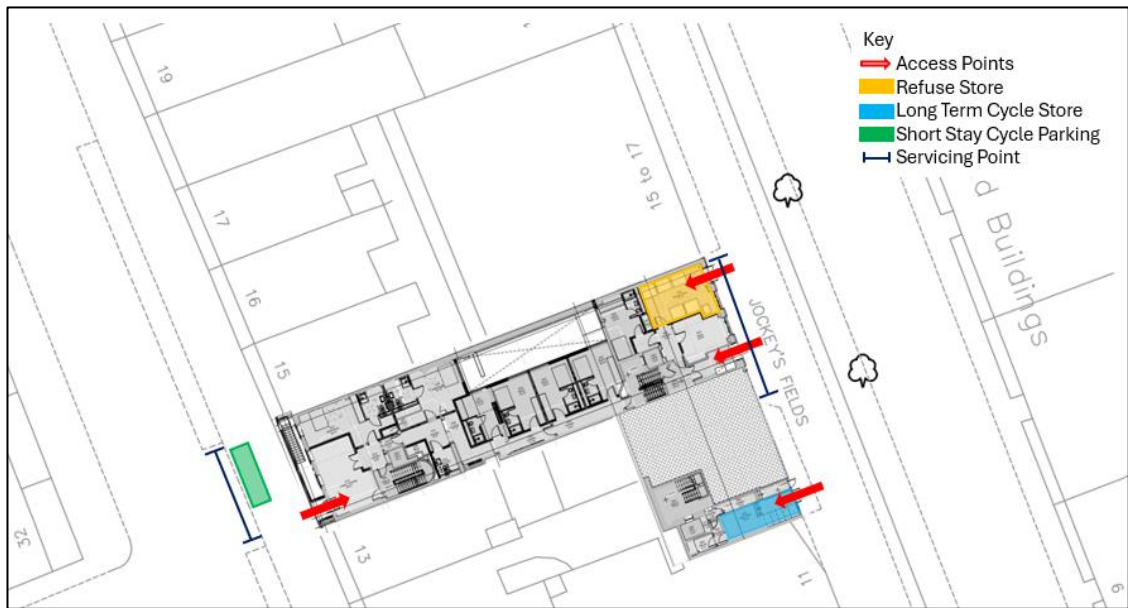 Key
Access Points
Refuse Store
Long Term Cycle Store
Short Stay Cycle Parking
Servicing Point
19
17
16
15
15 to 17
d Buildings
JOCKEY'S FIELDS
32
13
11
9